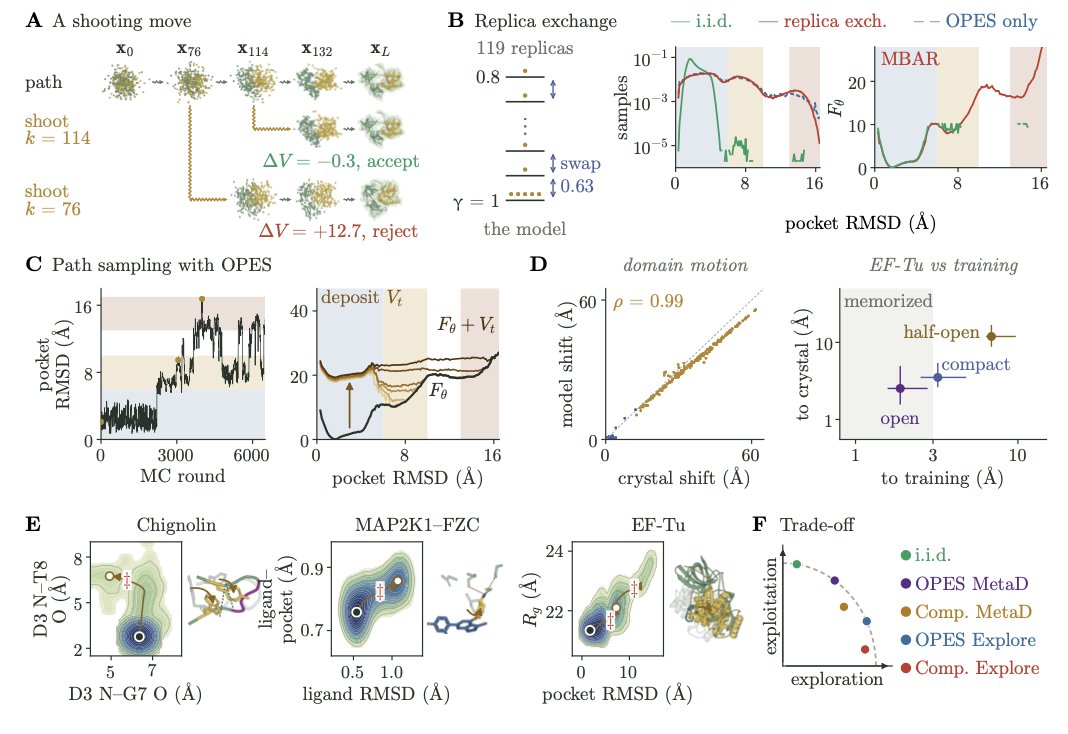 A A shooting move
x0 x76 x114 x132 xL
path
shoot
k = 114
ΔV = −0.3, accept
shoot
k = 76
ΔV = +12.7, reject
B Replica exchange
i.i.d. replica exch. OPES only
119 replicas
0.8
swap
0.63
γ = 1
the model
samples
10−1
10−3
10−5
0 8 16
MBAR
Fθ
20
10
0
0 8 16
pocket RMSD (Å)
C Path sampling with OPES
pocket
RMSD (Å)
16
8
0
0 3000 6000
MC round
deposit Vt
Fθ + Vt
Fθ
40
20
0
0 8 16
pocket RMSD (Å)
D
domain motion
ρ = 0.99
model shift (Å)
60
0
0 60
crystal shift (Å)
EF-Tu vs training
memorized
half-open
compact
open
to crystal (Å)
10
1
1 3 10
to training (Å)
E
Chignolin
D3 N–T8
O (Å)
8
5
2
‡
5 7
D3 N–G7 O (Å)
MAP2K1–FZC
ligand–
pocket (Å)
0.9
0.7
‡
0.5 1.0
ligand RMSD (Å)
EF-Tu
Rg (Å)
24
22
‡
‡
0 10
pocket RMSD (Å)
F Trade-off
exploitation
exploration
i.i.d.
OPES MetaD
Comp. MetaD
OPES Explore
Comp. Explore